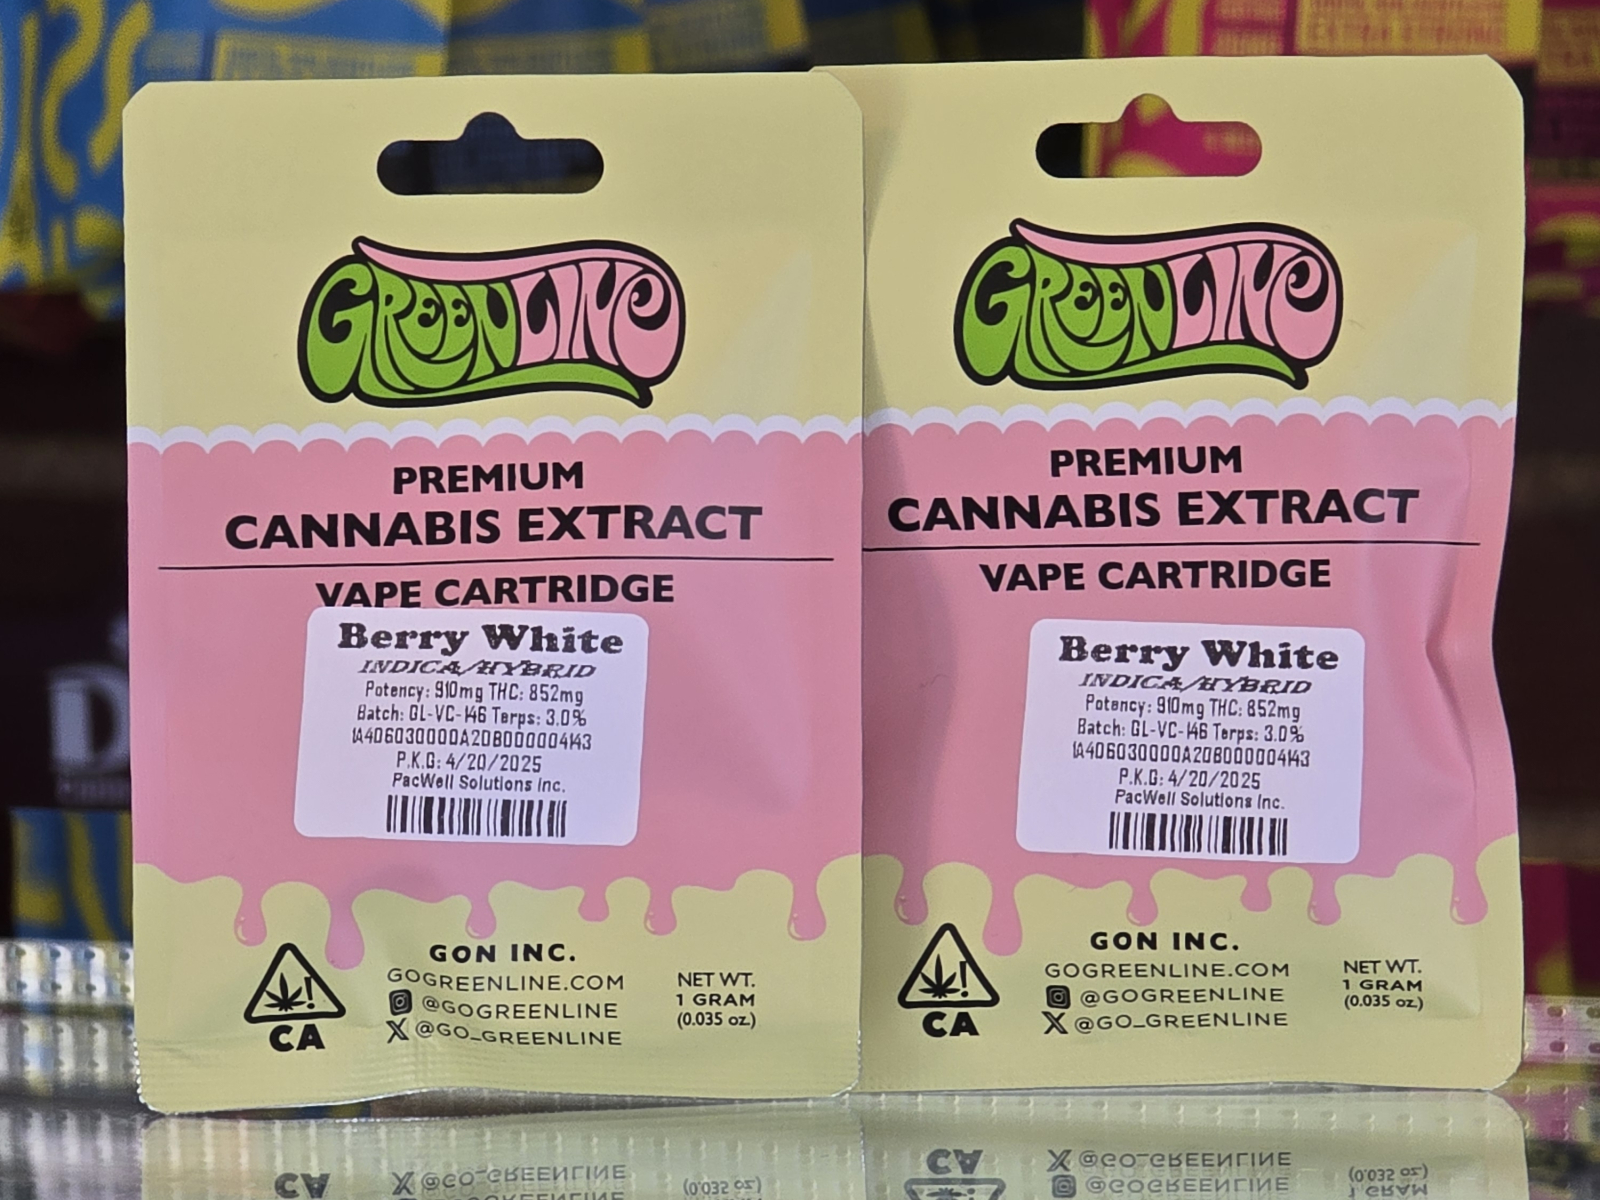 GREENLINE
PREMIUM
CANNABIS EXTRACT
VAPE CARTRIDGE
Berry White
INDICA/HYBRID
Potency: 910mg THC: 852mg
Batch: GL-VC-146 Terps: 3.0%
1A406030000A20B000004143
P.K.G: 4/20/2025
PacWell Solutions Inc.
CA
GON INC.
GOGREENLINE.COM
@GOGREENLINE
X @GO_GREENLINE
NET WT.
1 GRAM
(0.035 oz.)
GREENLINE
PREMIUM
CANNABIS EXTRACT
VAPE CARTRIDGE
Berry White
INDICA/HYBRID
Potency: 910mg THC: 852mg
Batch: GL-VC-146 Terps: 3.0%
1A406030000A20B000004143
P.K.G: 4/20/2025
PacWell Solutions Inc.
CA
GON INC.
GOGREENLINE.COM
@GOGREENLINE
X @GO_GREENLINE
NET WT.
1 GRAM
(0.035 oz.)